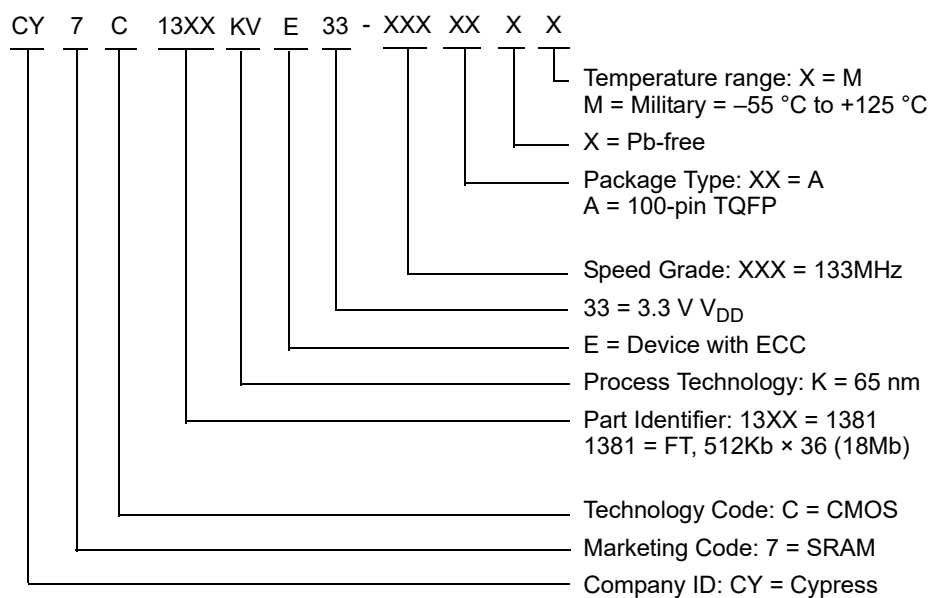 CY 7 C 13XX KV E 33 - XXX XX X X
Temperature range: X = M
M = Military = –55 °C to +125 °C
X = Pb-free
Package Type: XX = A
A = 100-pin TQFP
Speed Grade: XXX = 133MHz
33 = 3.3 V VDD
E = Device with ECC
Process Technology: K = 65 nm
Part Identifier: 13XX = 1381
1381 = FT, 512Kb × 36 (18Mb)
Technology Code: C = CMOS
Marketing Code: 7 = SRAM
Company ID: CY = Cypress